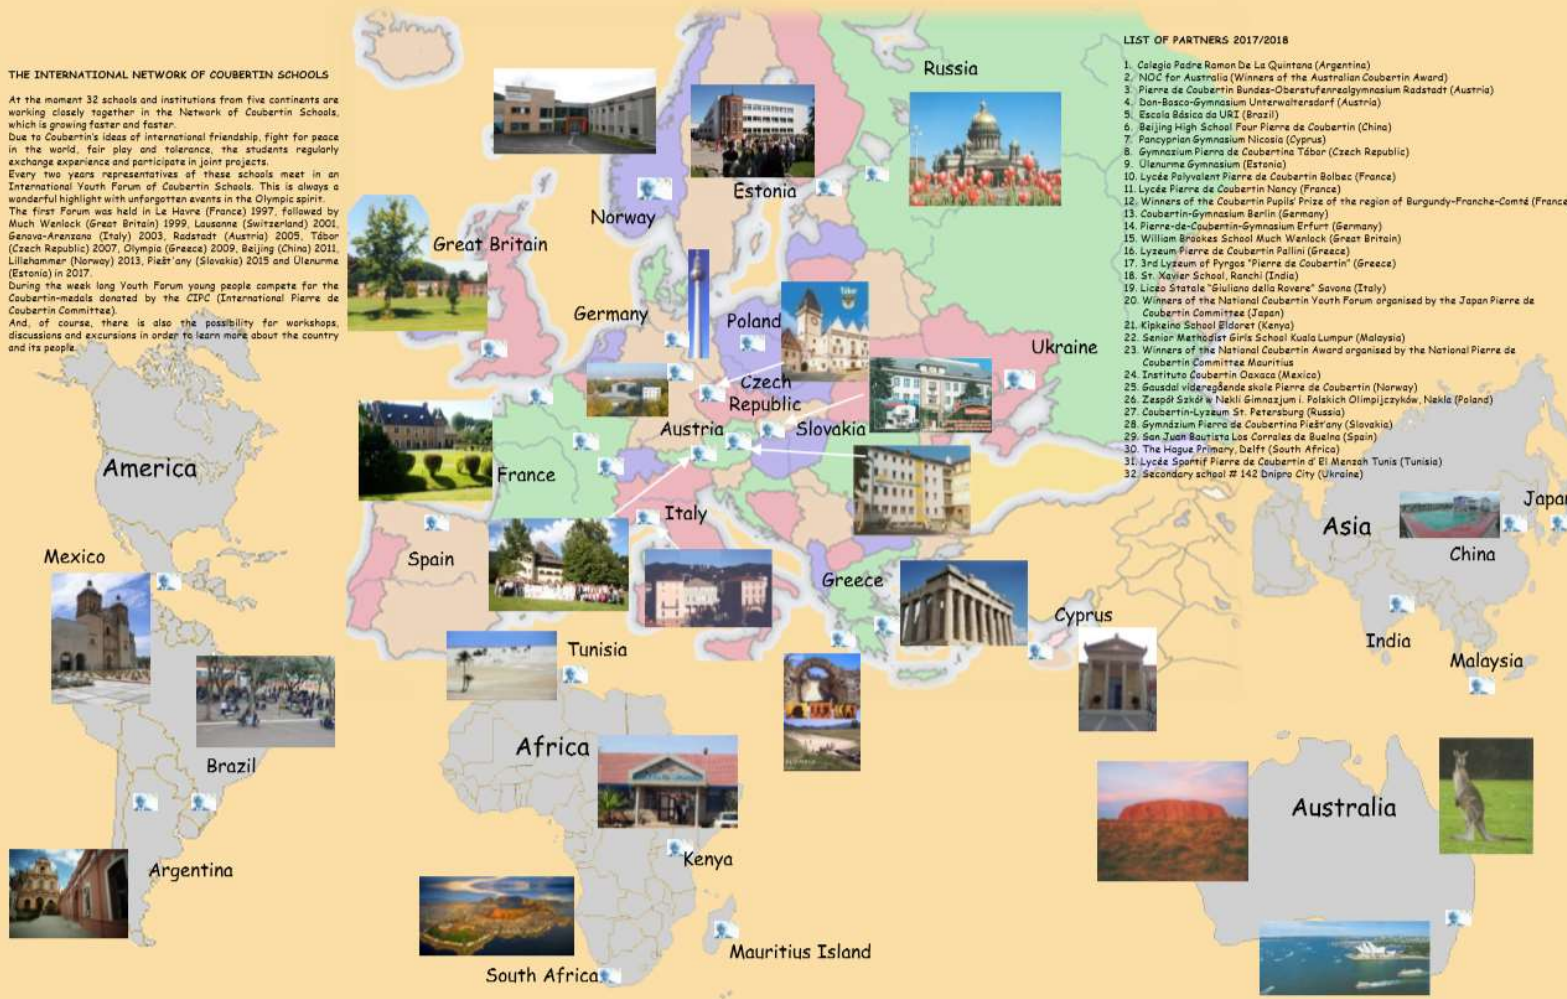 THE INTERNATIONAL NETWORK OF COUBERTIN SCHOOLS
At the moment 32 schools and institutions from five continents are
working closely together in the Network of Coubertin Schools,
which is growing faster and faster.
Due to Coubertin's ideas of international friendship, fight for peace
in the world, fair play and tolerance, the students regularly
exchange experience and participate in joint projects.
Every two years representatives of these schools meet in an
International Youth Forum of Coubertin Schools. This is always a
wonderful highlight with unforgotten events in the Olympic spirit.
The first Forum was held in Le Havre (France) 1997, followed by
Much Wenlock (Great Britain) 1999, Lausanne (Switzerland) 2001,
Genova-Arenzano (Italy) 2003, Radstadt (Austria) 2005, Tábor
(Czech Republic) 2007, Olympia (Greece) 2009, Beijing (China) 2011,
Lillehammer (Norway) 2013, Piešt'any (Slovakia) 2015 and Ülenurme
(Estonia) in 2017.
During the week long Youth Forum young people compete for the
Coubertin-medals donated by the CIPC (International Pierre de
Coubertin Committee).
And, of course, there is also the possibility for workshops,
discussions and excursions in order to learn more about the country
and its people.
LIST OF PARTNERS 2017/2018
1. Colegio Padre Ramon De La Quintana (Argentina)
2. NOC for Australia (Winners of the Australian Coubertin Award)
3. Pierre de Coubertin Bundes-Oberstufenrealgymnasium Radstadt (Austria)
4. Don-Bosco-Gymnasium Unterwaltersdorf (Austria)
5. Escola Básica da URI (Brazil)
6. Beijing High School Four Pierre de Coubertin (China)
7. Pancyprian Gymnasium Nicosia (Cyprus)
8. Gymnazium Pierra de Coubertina Tábor (Czech Republic)
9. Ülenurme Gymnasium (Estonia)
10. Lycée Polyvalent Pierre de Coubertin Bolbec (France)
11. Lycée Pierre de Coubertin Nancy (France)
12. Winners of the Coubertin Pupils' Prize of the region of Burgundy-Franche-Comté (France
13. Coubertin-Gymnasium Berlin (Germany)
14. Pierre-de-Coubertin-Gymnasium Erfurt (Germany)
15. William Brookes School Much Wenlock (Great Britain)
16. Lyzeum Pierre de Coubertin Pallini (Greece)
17. 3rd Lyzeum of Pyrgos "Pierre de Coubertin" (Greece)
18. St. Xavier School, Ranchi (India)
19. Liceo Statale "Giuliano della Rovere" Savona (Italy)
20. Winners of the National Coubertin Youth Forum organised by the Japan Pierre de
Coubertin Committee (Japan)
21. Kipkeino School Eldoret (Kenya)
22. Senior Methodist Girls School Kuala Lumpur (Malaysia)
23. Winners of the National Coubertin Award organised by the National Pierre de
Coubertin Committee Mauritius
24. Instituto Coubertin Oaxaca (Mexico)
25. Gausdal videregående skole Pierre de Coubertin (Norway)
26. Zespół Szkół w Nekli Gimnazjum i. Polskich Olimpijczyków, Nekla (Poland)
27. Coubertin-Lyzeum St. Petersburg (Russia)
28. Gymnázium Pierra de Coubertina Piešt'any (Slovakia)
29. San Juan Bautista Los Corrales de Buelna (Spain)
30. The Hague Primary, Delft (South Africa)
31. Lycée Sportif Pierre de Coubertin d' El Menzah Tunis (Tunisia)
32. Secondary school # 142 Dnipro City (Ukraine)
Russia
Estonia
Norway
Great Britain
Germany
Poland
Ukraine
Czech
Republic
Austria
Slovakia
France
Italy
Spain
Greece
Cyprus
America
Mexico
Brazil
Argentina
Tunisia
Africa
Kenya
South Africa
Mauritius Island
Asia
Japan
China
India
Malaysia
Australia